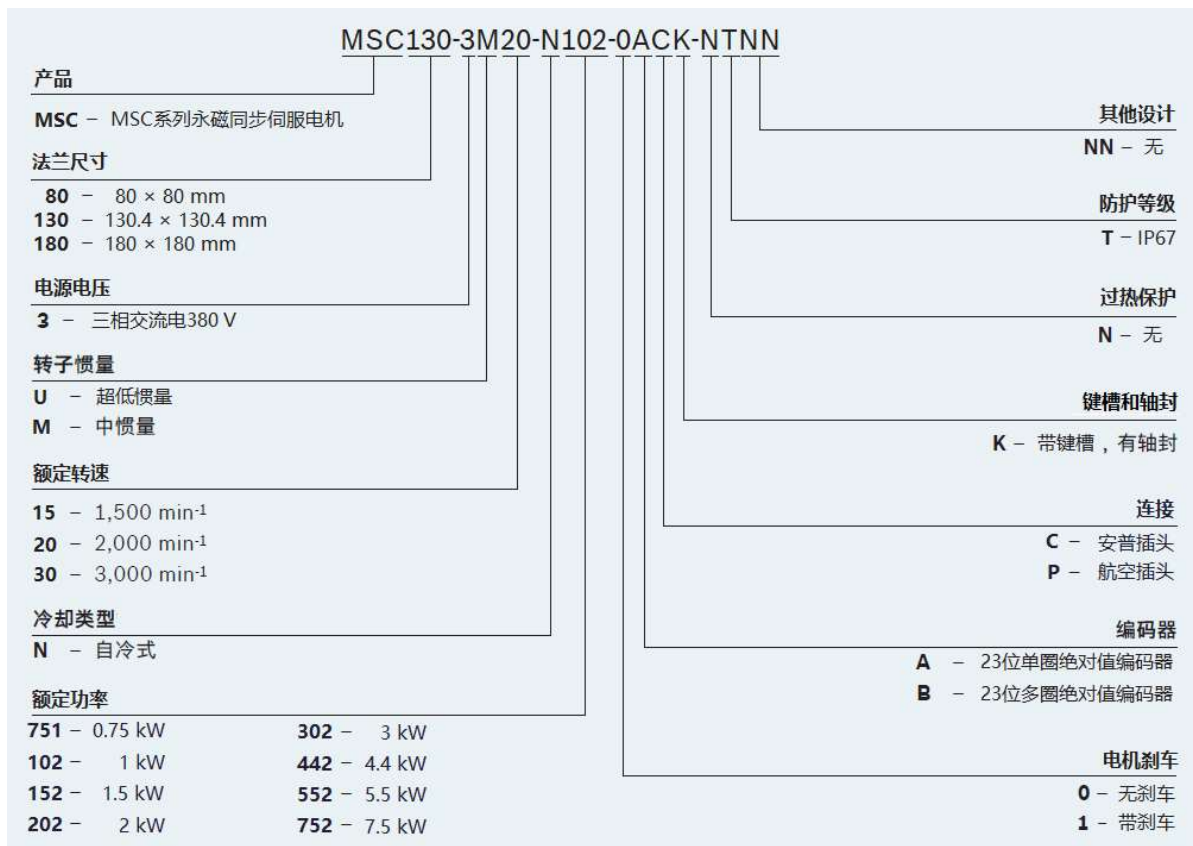 MSC130-3M20-N102-0ACK-NTNN
产品
MSC – MSC系列永磁同步伺服电机
法兰尺寸
80 – 80 × 80 mm
130 – 130.4 × 130.4 mm
180 – 180 × 180 mm
电源电压
3 – 三相交流电380 V
转子惯量
U – 超低惯量
M – 中惯量
额定转速
15 – 1,500 min-1
20 – 2,000 min-1
30 – 3,000 min-1
冷却类型
N – 自冷式
额定功率
751 – 0.75 kW
102 – 1 kW
152 – 1.5 kW
202 – 2 kW
302 – 3 kW
442 – 4.4 kW
552 – 5.5 kW
752 – 7.5 kW
其他设计
NN – 无
防护等级
T – IP67
过热保护
N – 无
键槽和轴封
K – 带键槽，有轴封
连接
C – 安普插头
P – 航空插头
编码器
A – 23位单圈绝对值编码器
B – 23位多圈绝对值编码器
电机刹车
0 – 无刹车
1 – 带刹车